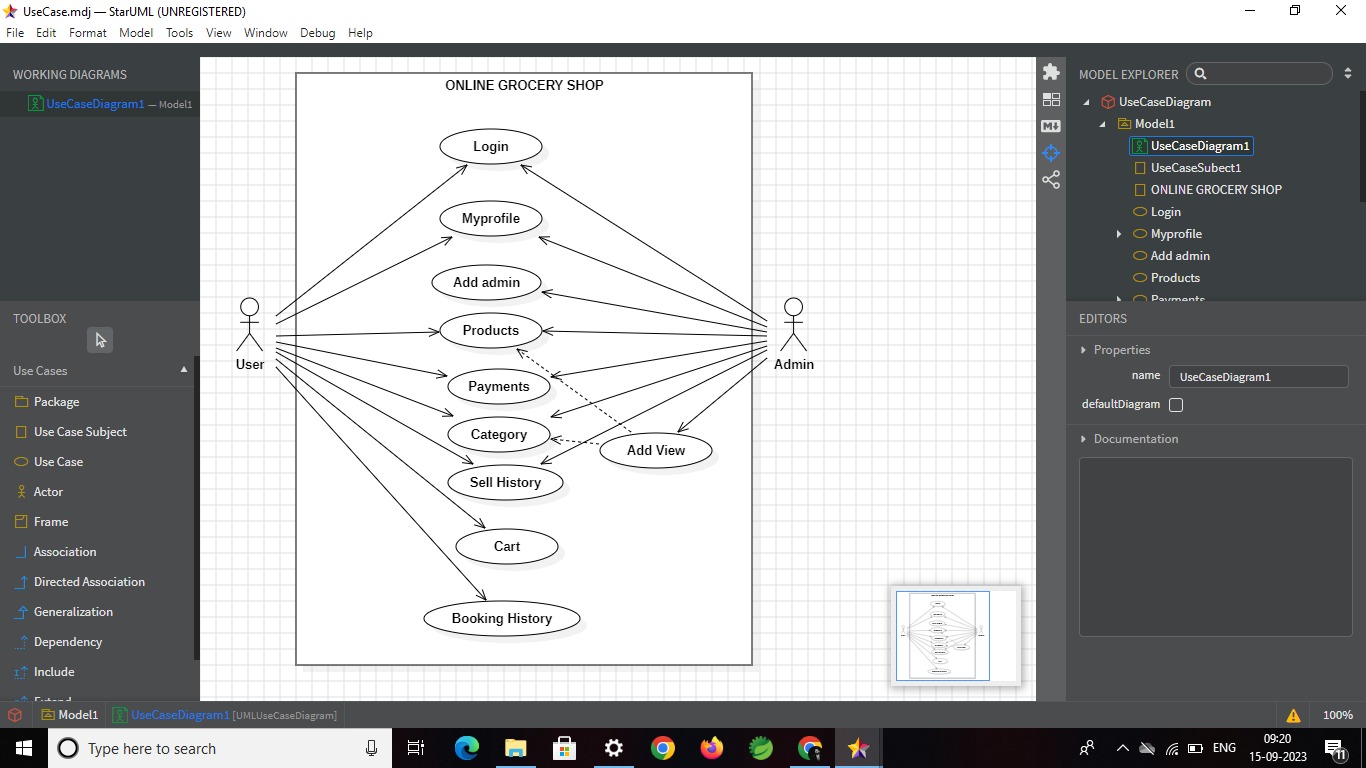 UseCase.mdj — StarUML (UNREGISTERED)
File Edit Format Model Tools View Window Debug Help
WORKING DIAGRAMS
UseCaseDiagram1 — Model1
TOOLBOX
Use Cases
Package
Use Case Subject
Use Case
Actor
Frame
Association
Directed Association
Generalization
Dependency
Include
Extend
ONLINE GROCERY SHOP
Login
Myprofile
Add admin
Products
User
Admin
Payments
Category
Add View
Sell History
Cart
Booking History
MODEL EXPLORER
UseCaseDiagram
Model1
UseCaseDiagram1
UseCaseSubect1
ONLINE GROCERY SHOP
Login
Myprofile
Add admin
Products
Payments
EDITORS
Properties
name UseCaseDiagram1
defaultDiagram
Documentation
Model1 UseCaseDiagram1 [UMLUseCaseDiagram]
100%
Type here to search
ENG
09:20
15-09-2023
11